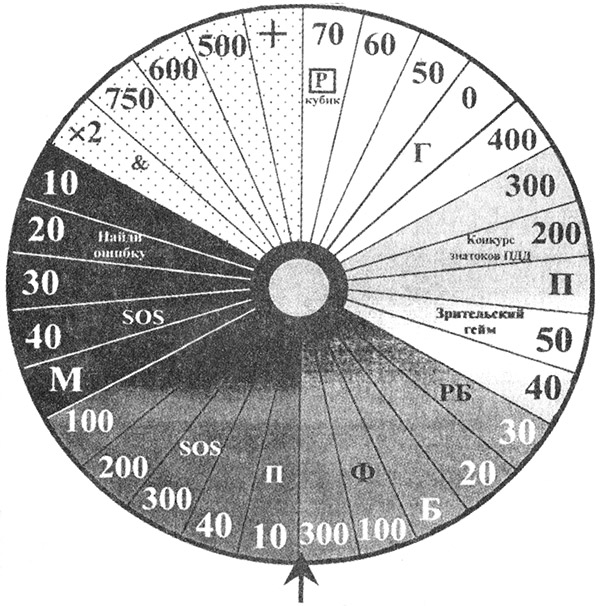 +
70
Р
кубик
60
50
0
Г
400
300
200
Конкурс
знатоков ПДД
П
Зрительский
гейм
50
40
РБ
30
20
Б
Ф
100
300
10
П
40
300
SOS
200
100
М
40
SOS
30
20
Найди
ошибку
10
×2
&
750
600
500